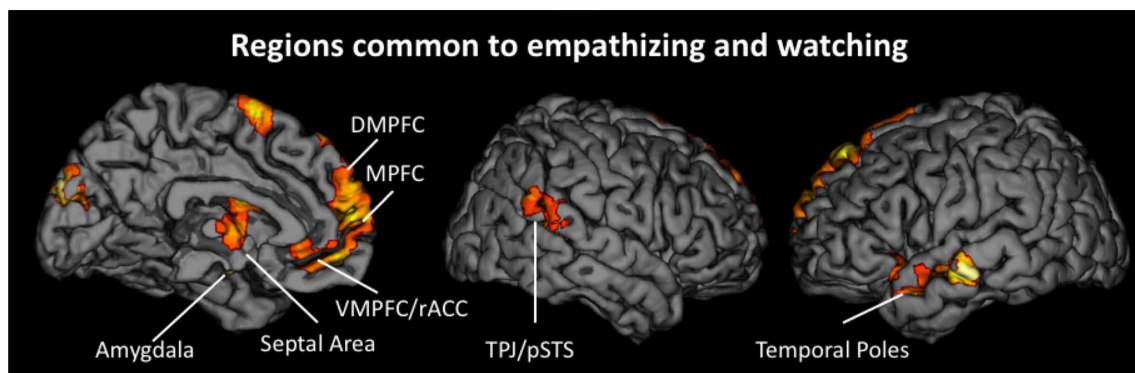 Regions common to empathizing and watching
DMPFC
MPFC
VMPFC/rACC
Septal Area
Amygdala
TPJ/pSTS
Temporal Poles